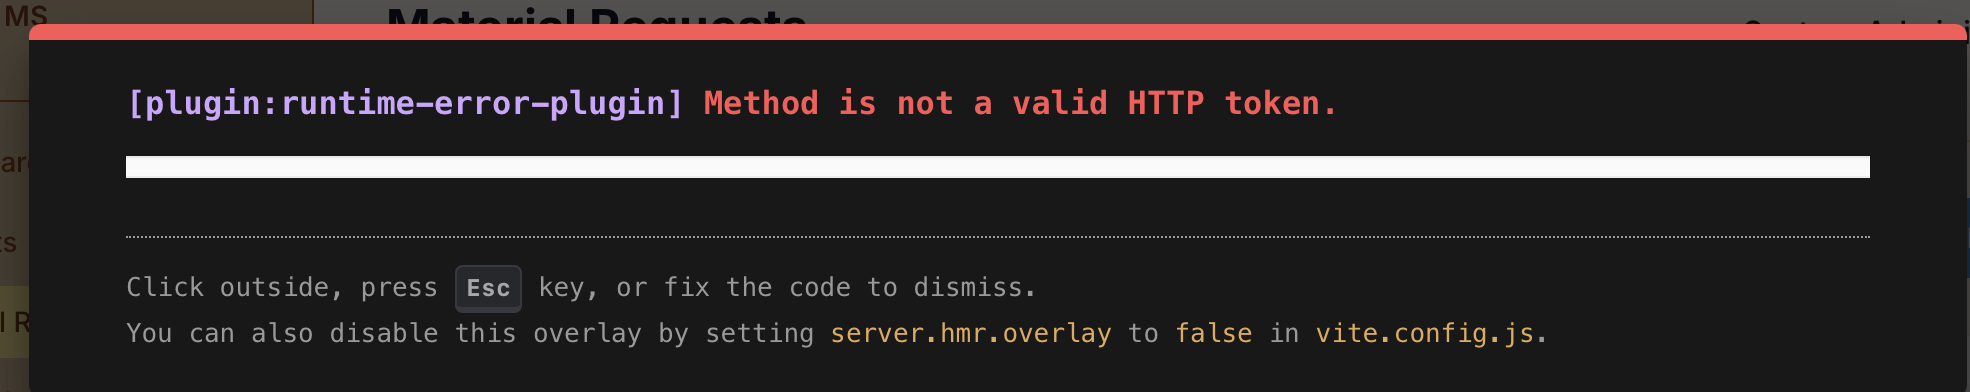 MS
Material Requests
[plugin:runtime-error-plugin] Method is not a valid HTTP token.
Click outside, press Esc key, or fix the code to dismiss.
You can also disable this overlay by setting server.hmr.overlay to false in vite.config.js.